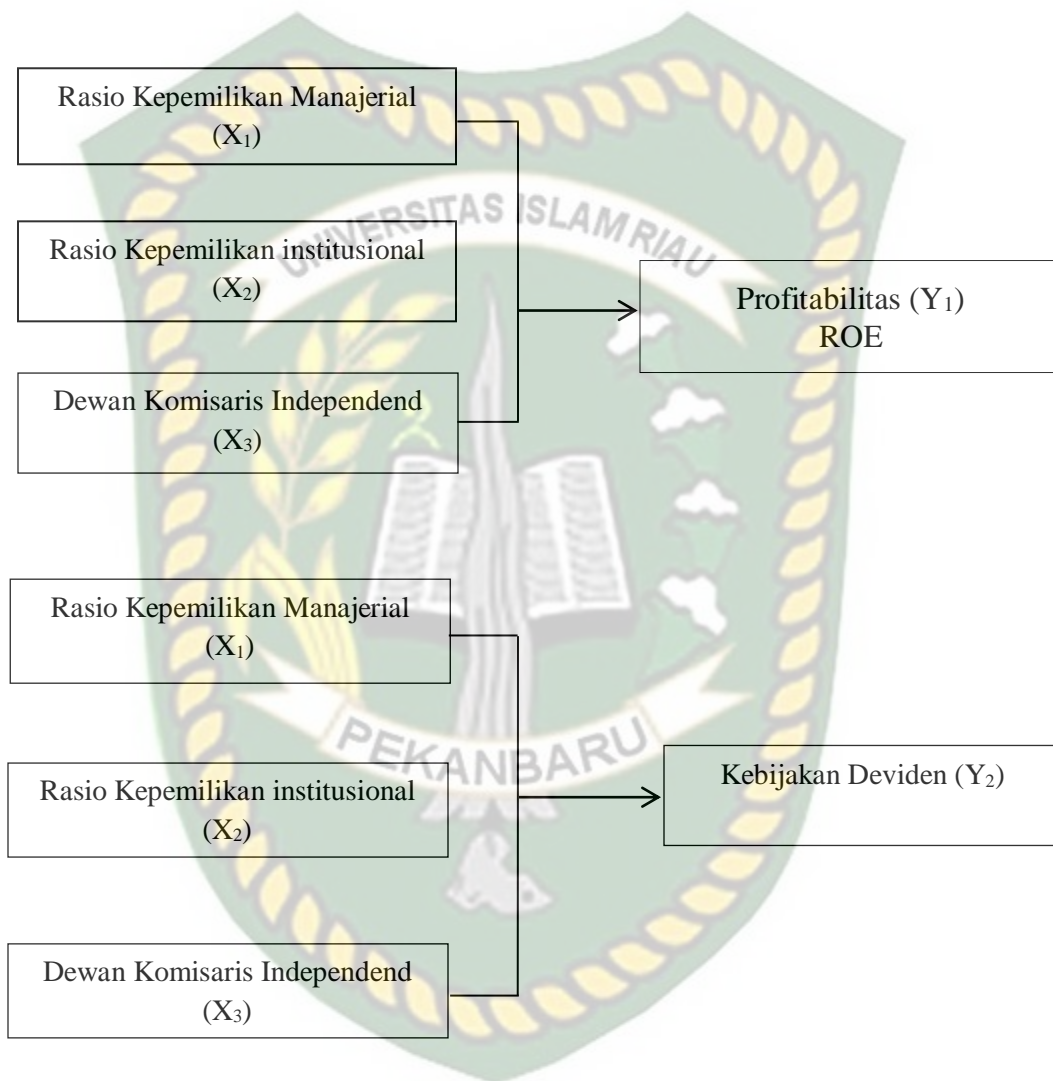 Rasio Kepemilikan Manajerial
(X₁)
UNIVERSITAS ISLAM RIAU
Rasio Kepemilikan institusional
(X₂)
Profitabilitas (Y₁)
ROE
Dewan Komisaris Independend
(X₃)
Rasio Kepemilikan Manajerial
(X₁)
PEKANBARU
Rasio Kepemilikan institusional
(X₂)
Kebijakan Deviden (Y₂)
Dewan Komisaris Independend
(X₃)